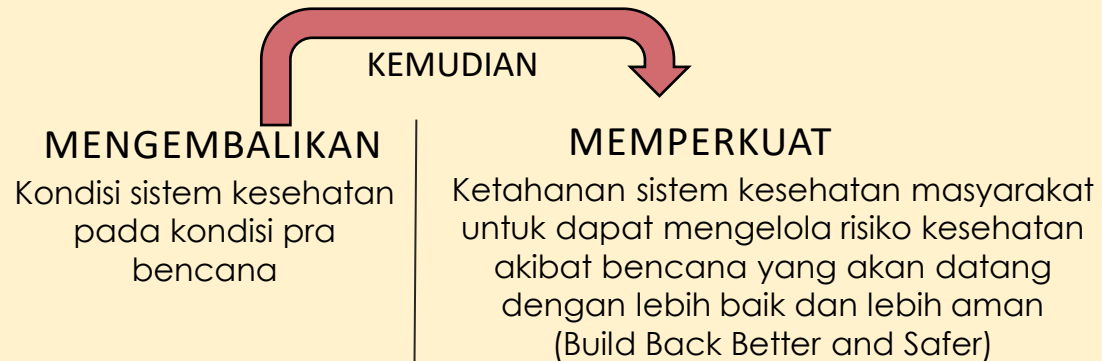 KEMUDIAN
MENGEMBALIKAN
Kondisi sistem kesehatan
pada kondisi pra
bencana
MEMPERKUAT
Ketahanan sistem kesehatan masyarakat
untuk dapat mengelola risiko kesehatan
akibat bencana yang akan datang
dengan lebih baik dan lebih aman
(Build Back Better and Safer)